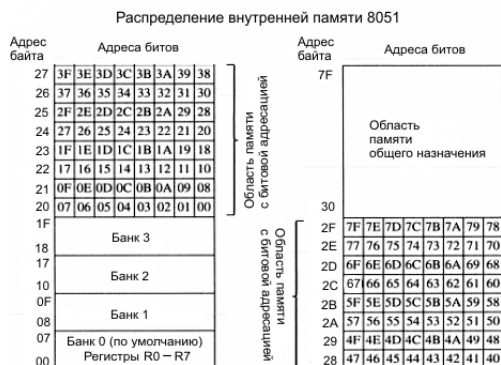 Распределение внутренней памяти 8051
Адрес байта
Адреса битов
27 3F 3E 3D 3C 3B 3A 39 38
26 37 36 35 34 33 32 31 30
25 2F 2E 2D 2C 2B 2A 29 28
24 27 26 25 24 23 22 21 20
23 1F 1E 1D 1C 1B 1A 19 18
22 17 16 15 14 13 12 11 10
21 0F 0E 0D 0C 0B 0A 09 08
20 07 06 05 04 03 02 01 00
1F
Банк 3
18
17
Банк 2
10
0F
Банк 1
08
07
Банк 0 (по умолчанию)
Регистры R0 – R7
00
Область памяти
с битовой адресацией
Адрес байта
Адреса битов
7F
Область
памяти
общего назначения
30
2F 7F 7E 7D 7C 7B 7A 79 78
2E 77 76 75 74 73 72 71 70
2D 6F 6E 6D 6C 6B 6A 69 68
2C 67 66 65 64 63 62 61 60
2B 5F 5E 5D 5C 5B 5A 59 58
2A 57 56 55 54 53 52 51 50
29 4F 4E 4D 4C 4B 4A 49 48
28 47 46 45 44 43 42 41 40
Область памяти
с битовой адресацией